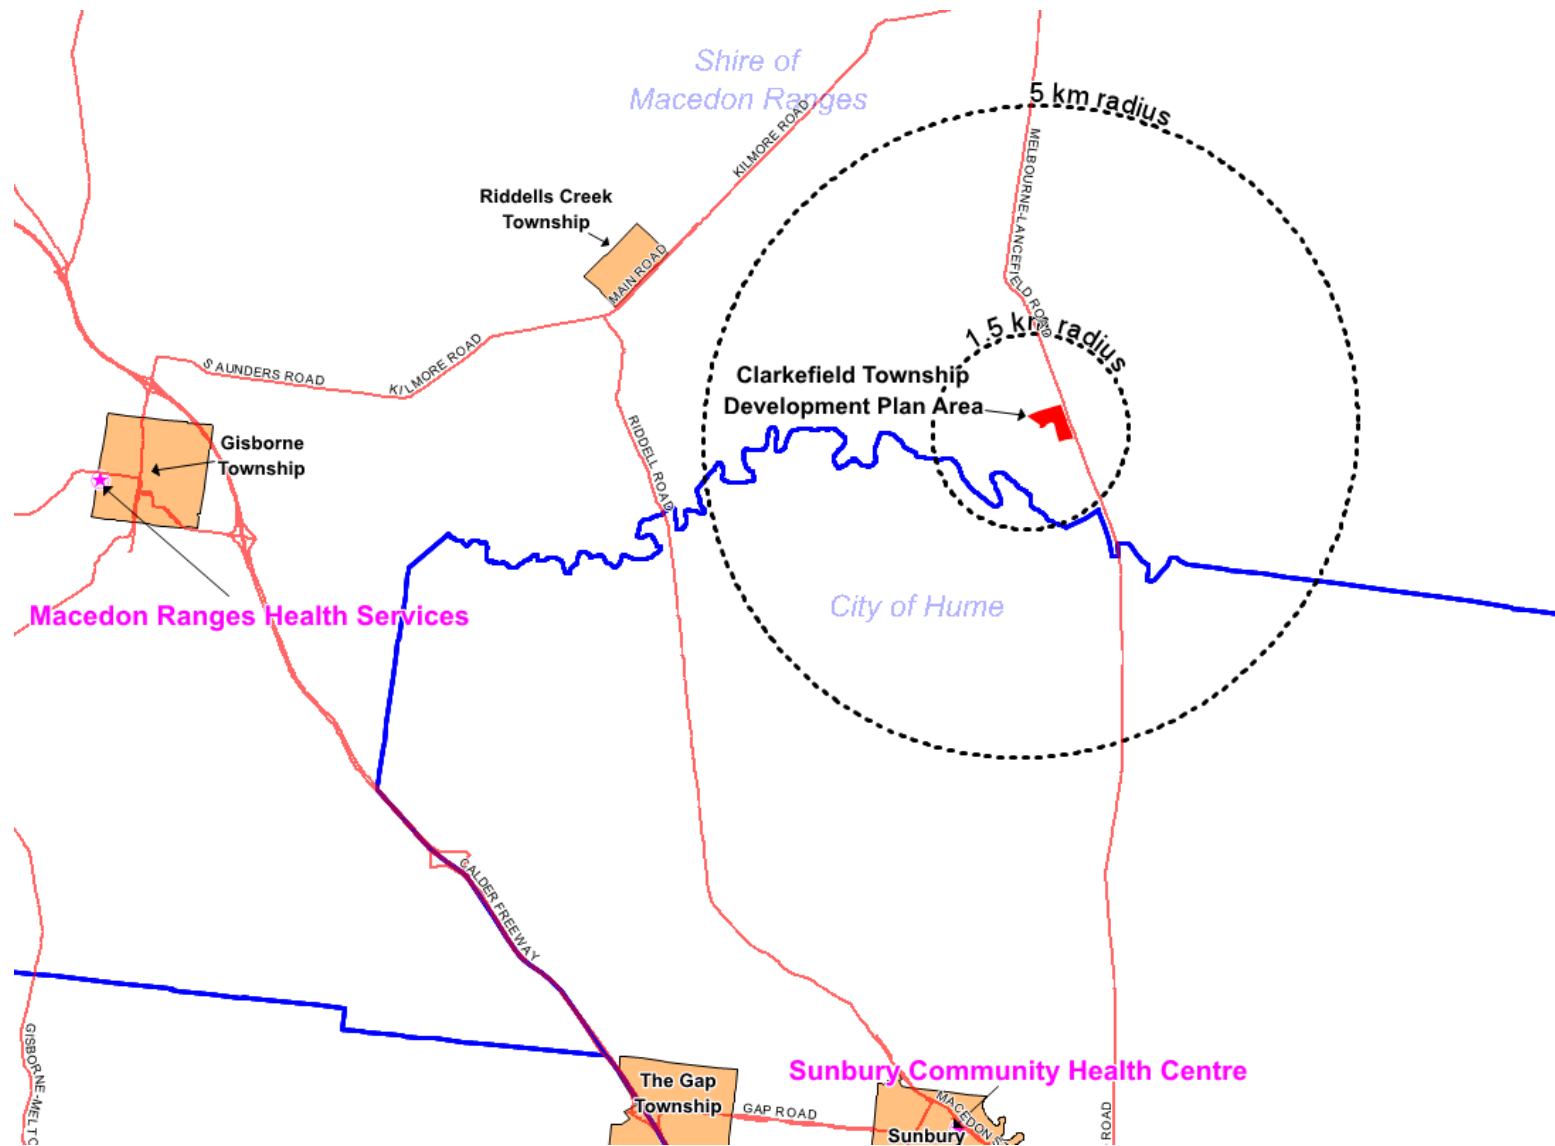 Shire of
Macedon Ranges
5 km radius
KILMORE ROAD
MELBOURNE-LANCEFIELD ROAD
Riddells Creek
Township
MAIN ROAD
1.5 km radius
SAUNDERS ROAD
KILMORE ROAD
Clarkefield Township
Development Plan Area
RIDDELL ROAD
Gisborne
Township
Macedon Ranges Health Services
City of Hume
CALDER FREEWAY
GISBORNE-MELTO
Sunbury Community Health Centre
The Gap
Township
GAP ROAD
MACEDON S
ROAD
Sunbury